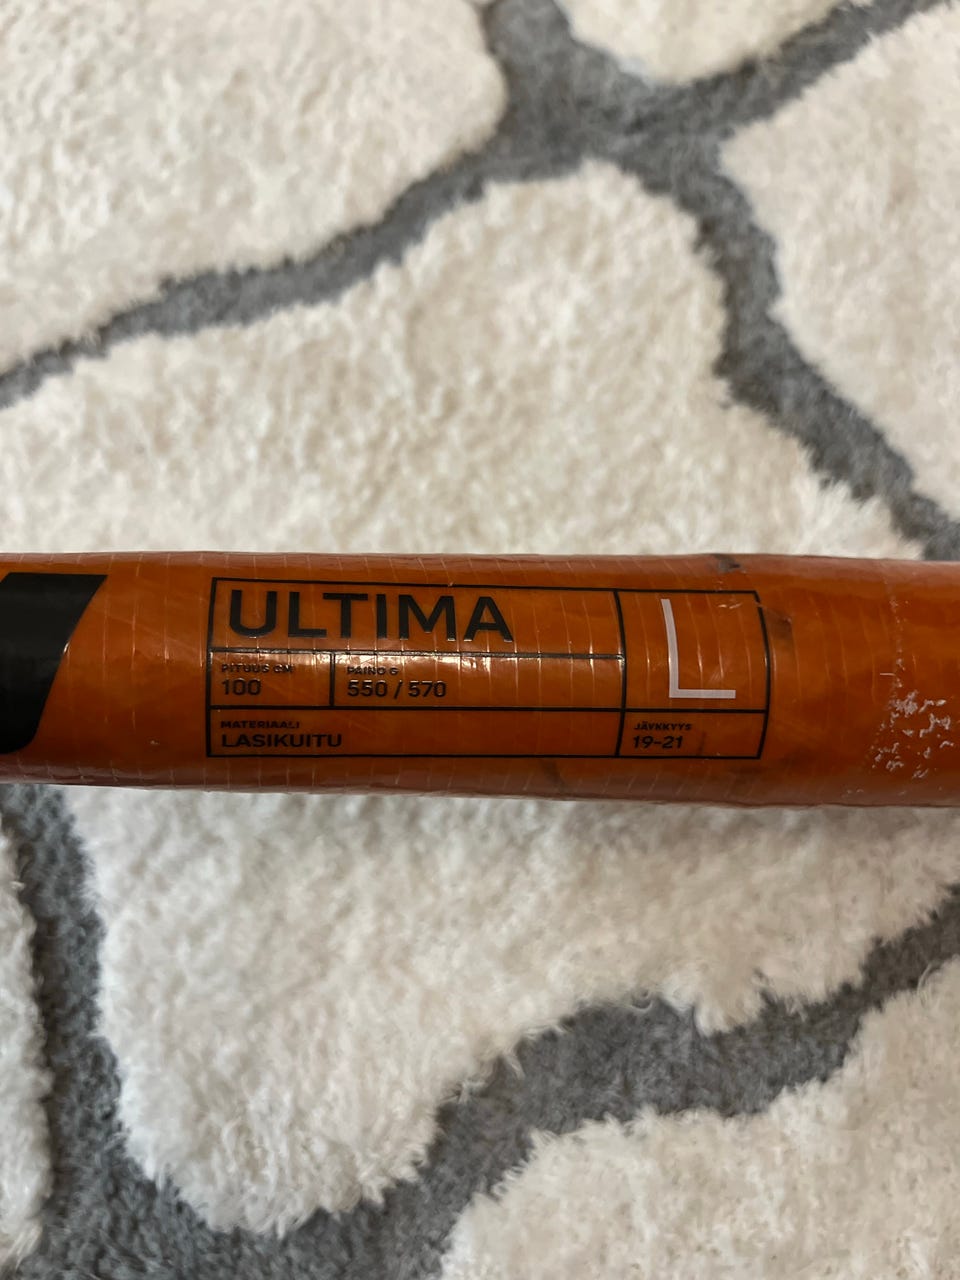 ULTIMA
L
PITUUS CM
100
PAINO G
550 / 570
MATERIAALI
LASIKUITU
JÄYKKYYS
19-21